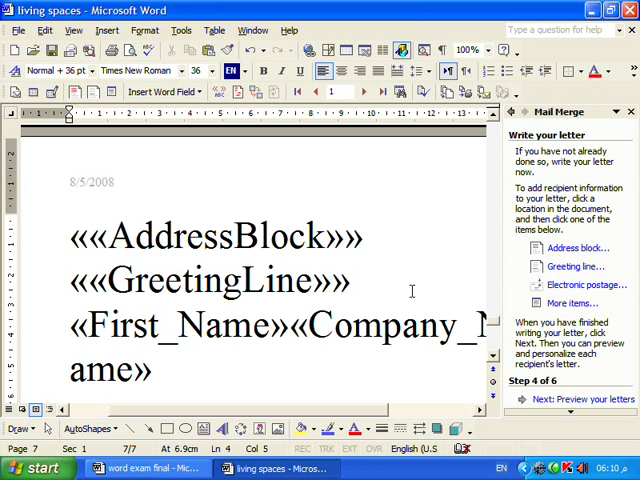 living spaces - Microsoft Word
File Edit View Insert Format Tools Table Window Help Type a question for help
100%
Normal + 36 pt Times New Roman 36 EN
Insert Word Field 1
Mail Merge
8/5/2008
««AddressBlock»»
««GreetingLine»»
«First_Name»«Company_N
ame»
Write your letter
If you have not already
done so, write your letter
now.
To add recipient information
to your letter, click a
location in the document,
and then click one of the
items below.
Address block...
Greeting line...
Electronic postage...
More items...
When you have finished
writing your letter, click
Next. Then you can preview
and personalize each
recipient's letter.
Step 4 of 6
Next: Preview your letters
Draw AutoShapes
Page 7 Sec 1 7/7 At 6.9cm Ln 4 Col 5 REC TRK EXT OVR English (U.S
start word exam final - Mic... living spaces - Microso... EN 06:10 م